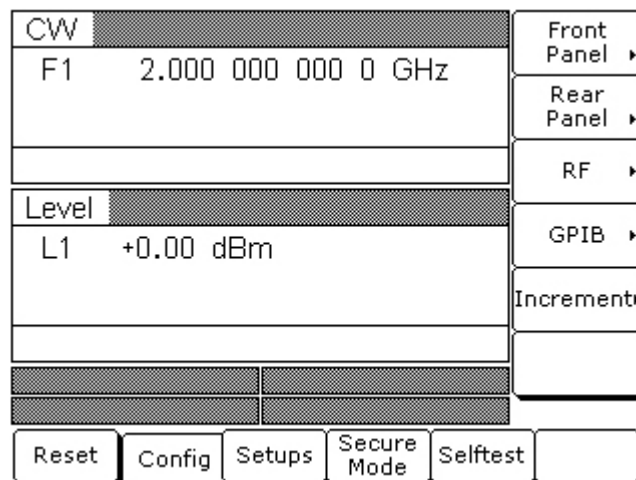 CW
F1 2.000 000 000 0 GHz
Level
L1 +0.00 dBm
Front
Panel
Rear
Panel
RF
GPIB
Reset
Config
Setups
Secure
Mode
Selftest